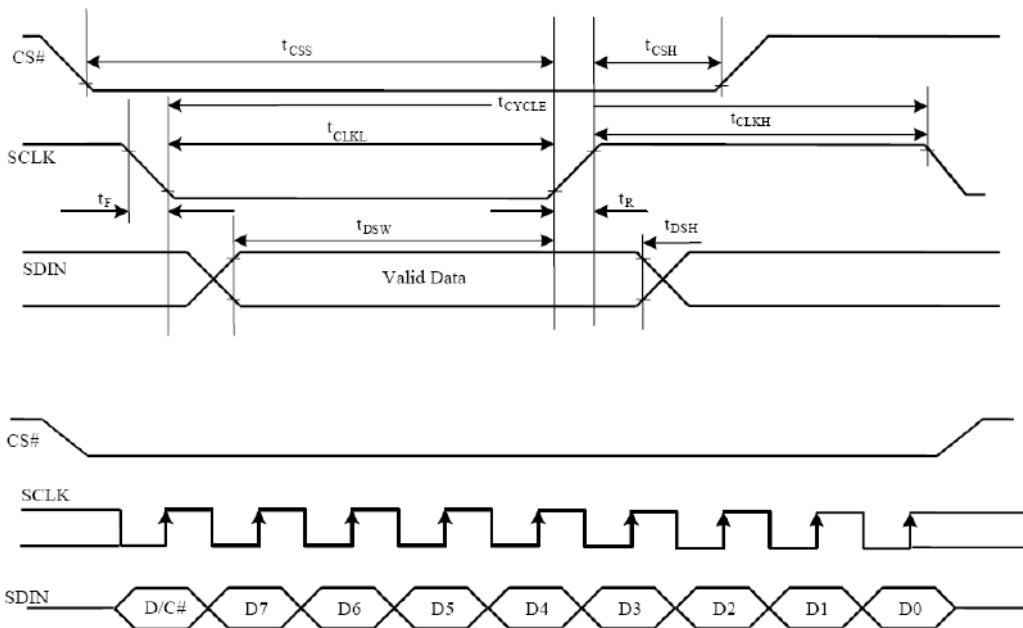 CS#
tCSS
tCSH
tCYCLE
tCLKL
tCLKH
SCLK
tF
tR
tDSW
tDSH
SDIN
Valid Data
CS#
SCLK
SDIN
D/C# D7 D6 D5 D4 D3 D2 D1 D0